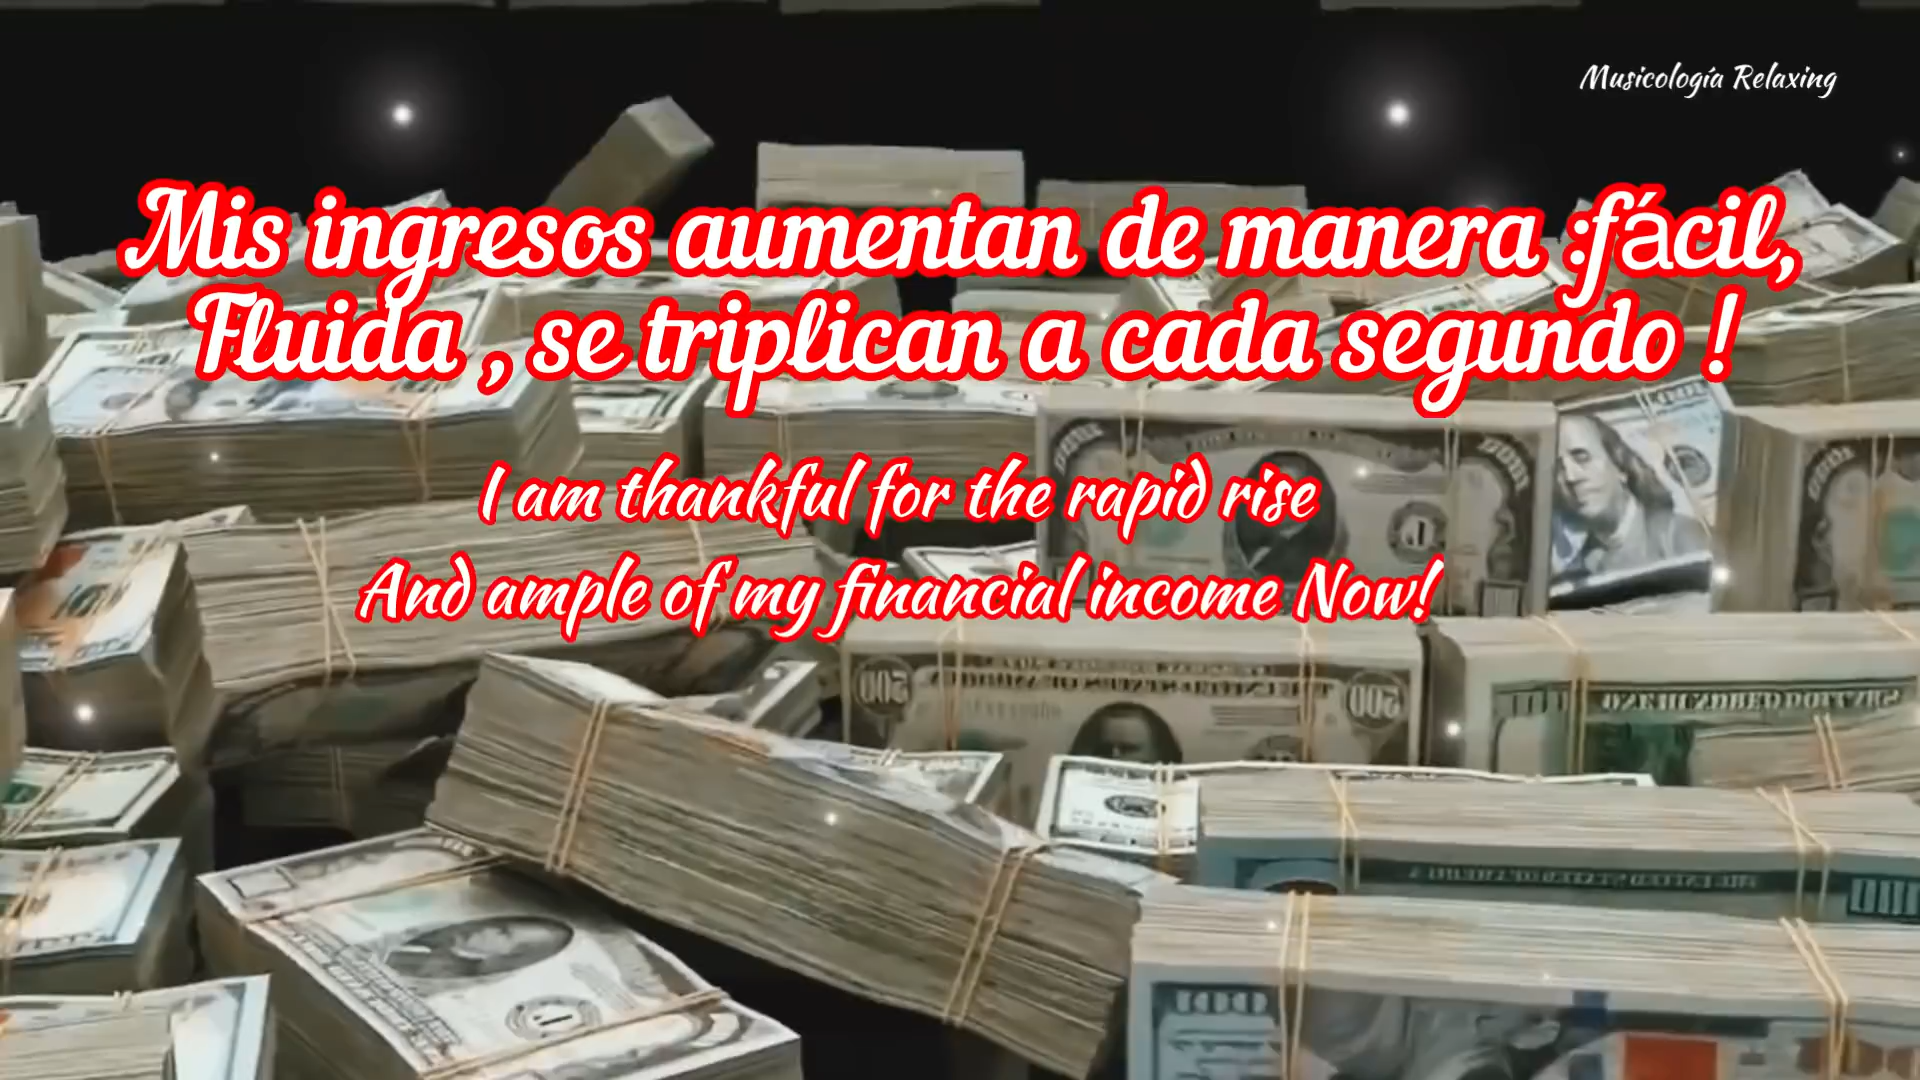 Musicología Relaxing
Mis ingresos aumentan de manera :fácil,
Fluida , se triplican a cada segundo !
I am thankful for the rapid rise
And ample of my financial income Now!